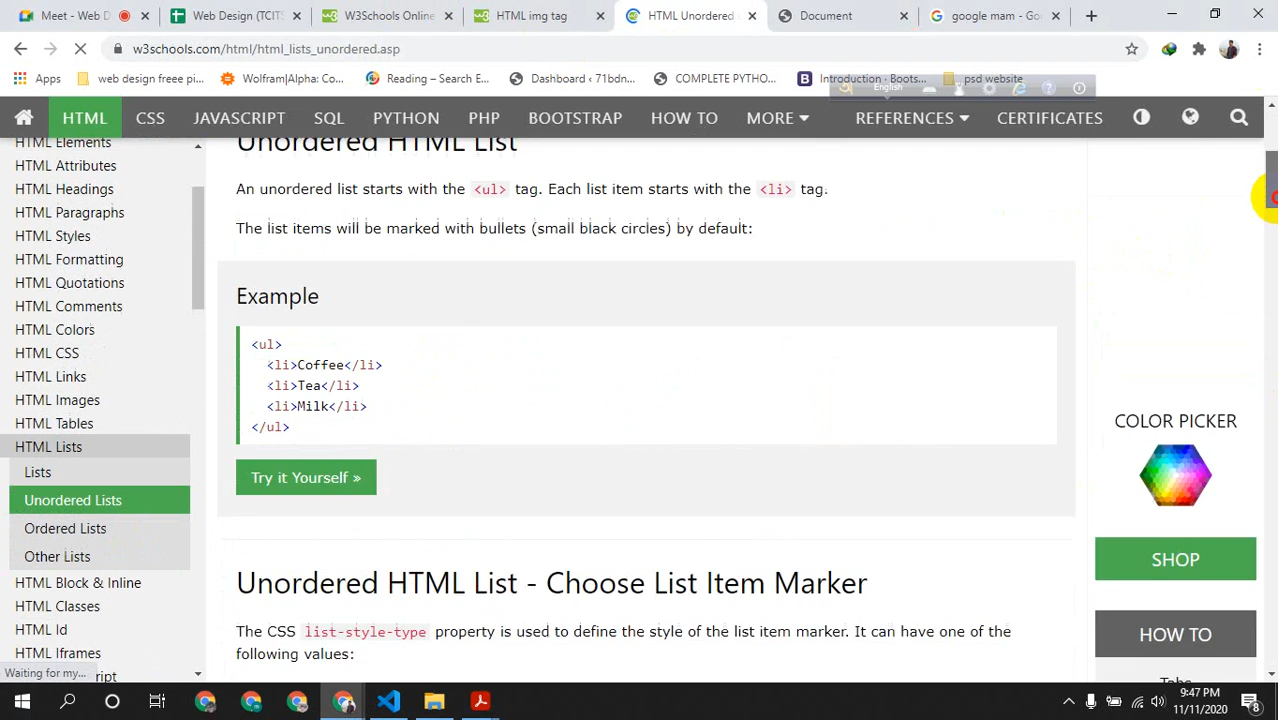 Meet - Web D
Web Design (TCITS
W3Schools Online
HTML img tag
HTML Unordered
Document
google mam - Go
w3schools.com/html/html_lists_unordered.asp
Apps
web design freee pi...
Wolfram|Alpha: Co...
Reading – Search E...
Dashboard ‹ 71bdn...
COMPLETE PYTHO...
Introduction · Boots...
psd website
English
HTML
CSS
JAVASCRIPT
SQL
PYTHON
PHP
BOOTSTRAP
HOW TO
MORE
REFERENCES
CERTIFICATES
HTML Elements
HTML Attributes
HTML Headings
HTML Paragraphs
HTML Styles
HTML Formatting
HTML Quotations
HTML Comments
HTML Colors
HTML CSS
HTML Links
HTML Images
HTML Tables
HTML Lists
Lists
Unordered Lists
Ordered Lists
Other Lists
HTML Block & Inline
HTML Classes
HTML Id
HTML Iframes
Waiting for my...
Unordered HTML List
An unordered list starts with the <ul> tag. Each list item starts with the <li> tag.
The list items will be marked with bullets (small black circles) by default:
Example
<ul>
<li>Coffee</li>
<li>Tea</li>
<li>Milk</li>
</ul>
Try it Yourself »
Unordered HTML List - Choose List Item Marker
The CSS list-style-type property is used to define the style of the list item marker. It can have one of the
following values:
COLOR PICKER
SHOP
HOW TO
Tabs
9:47 PM
11/11/2020
8